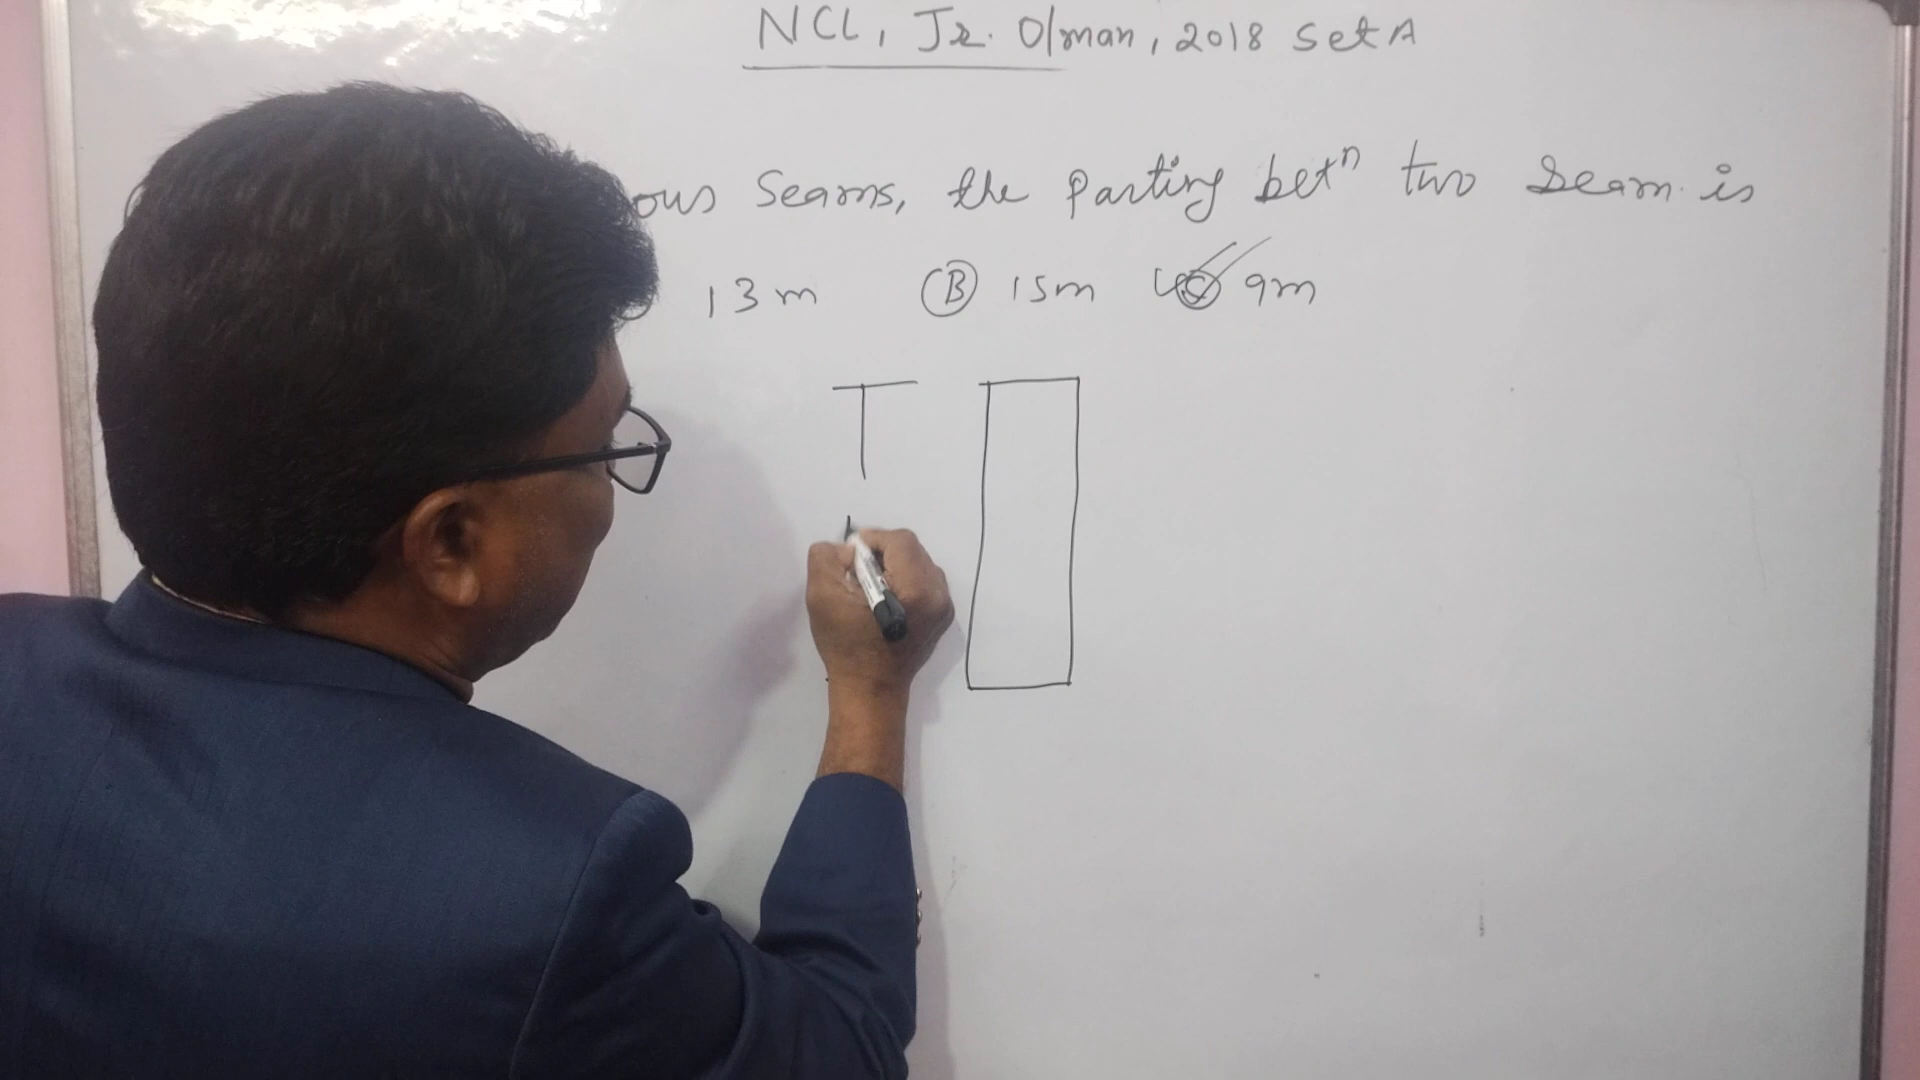 NCL, Jr. O/man, 2018 Set A
ous Seams, the Parting betⁿ two Seam. is
13m (B) 15m (C) 9m